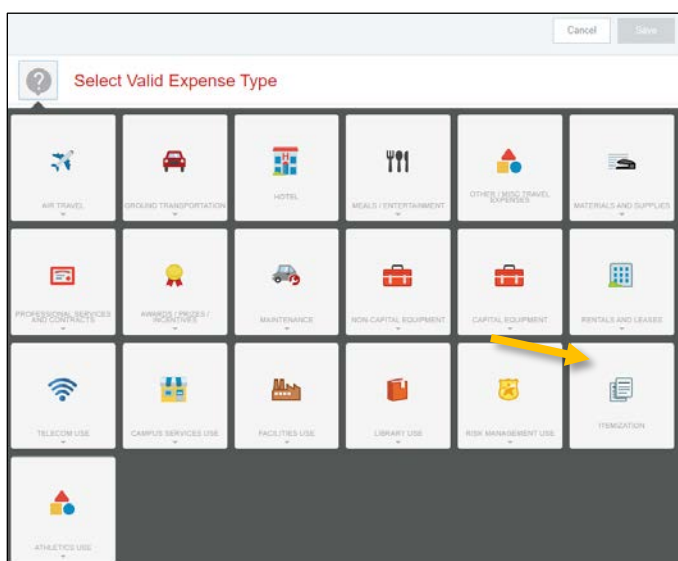 Cancel
Save
Select Valid Expense Type
AIR TRAVEL
GROUND TRANSPORTATION
HOTEL
MEALS / ENTERTAINMENT
OTHER / MISC TRAVEL
EXPENSES
MATERIALS AND SUPPLIES
PROFESSIONAL SERVICES
AND CONTRACTS
AWARDS / PRIZES /
INCENTIVES
MAINTENANCE
NON-CAPITAL EQUIPMENT
CAPITAL EQUIPMENT
RENTALS AND LEASES
TELECOM USE
CAMPUS SERVICES USE
FACILITIES USE
LIBRARY USE
RISK MANAGEMENT USE
ITEMIZATION
ATHLETICS USE